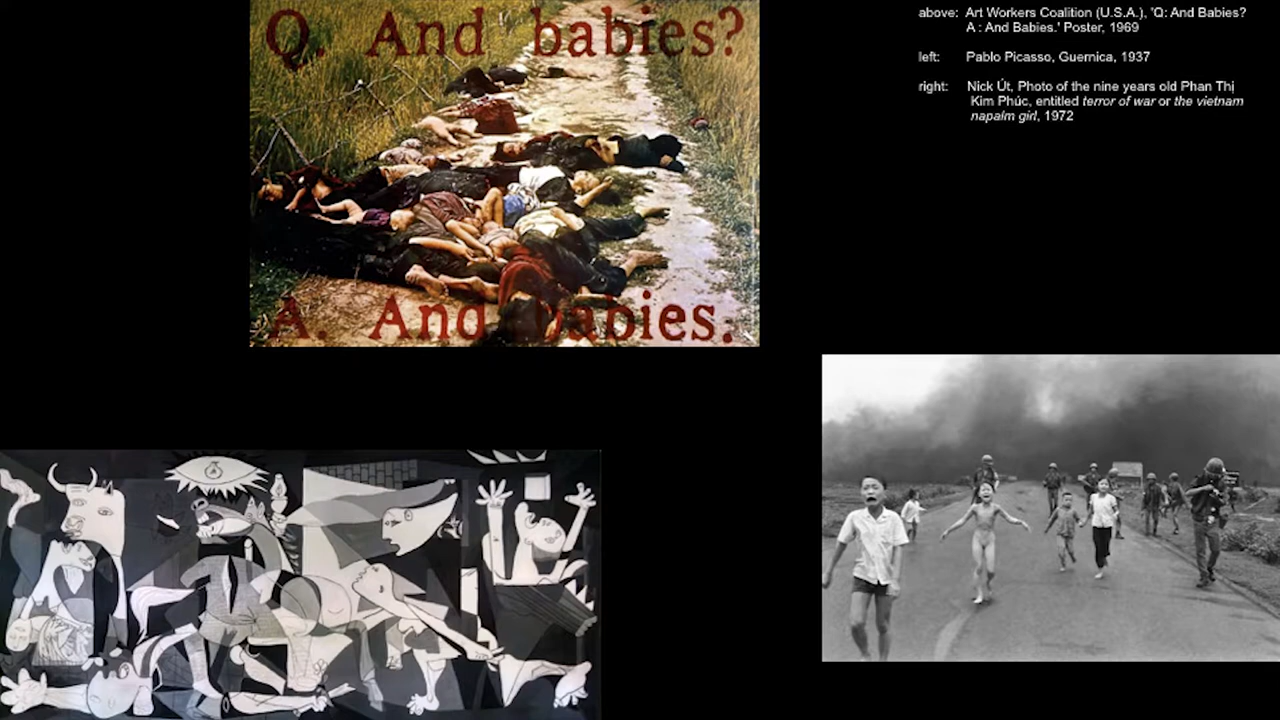 Q. And babies?
A. And babies.
above: Art Workers Coalition (U.S.A.), 'Q: And Babies?
A : And Babies.' Poster, 1969
left: Pablo Picasso, Guernica, 1937
right: Nick Út, Photo of the nine years old Phan Thị
Kim Phúc, entitled terror of war or the vietnam
napalm girl, 1972